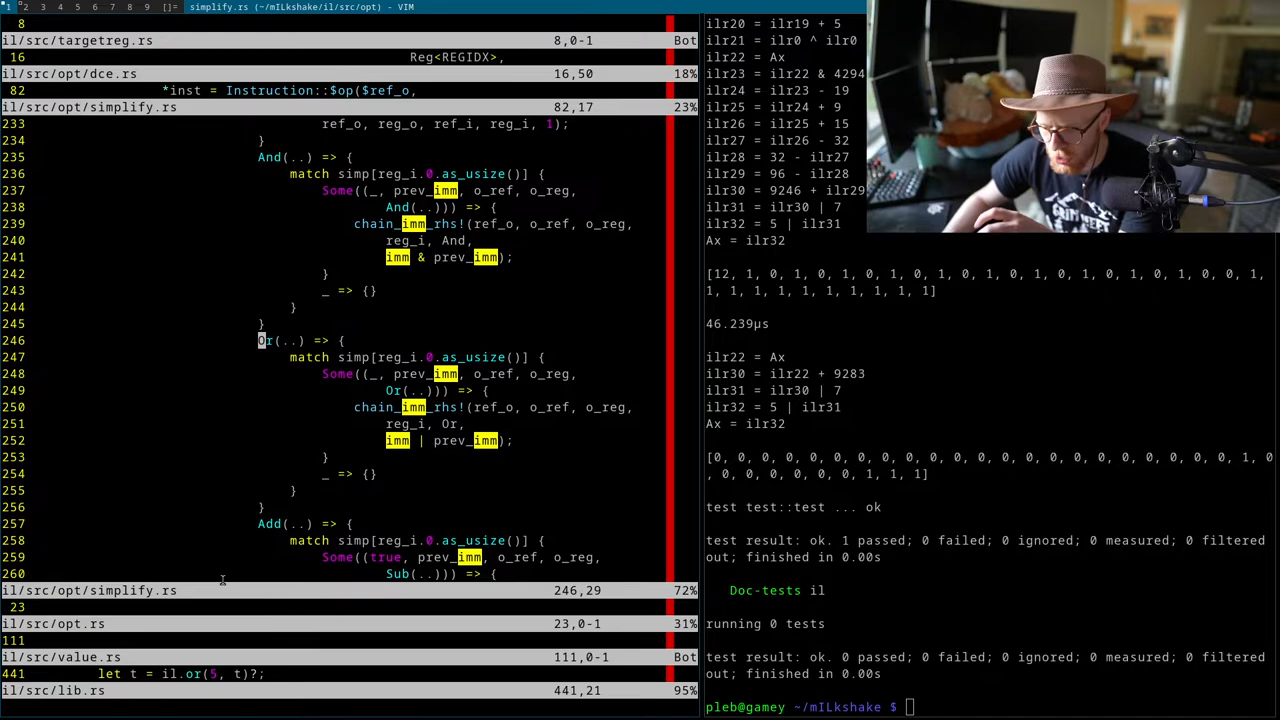 1 2 3 4 5 6 7 8 9 []= simplify.rs (~/mILkshake/il/src/opt) - VIM
8
il/src/targetreg.rs 8,0-1 Bot
16 Reg<REGIDX>,
il/src/opt/dce.rs 16,50 18%
82 *inst = Instruction::$op($ref_o,
il/src/opt/simplify.rs 82,17 23%
233 ref_o, reg_o, ref_i, reg_i, 1);
234 }
235 And(..) => {
236 match simp[reg_i.0.as_usize()] {
237 Some((_, prev_imm, o_ref, o_reg,
238 And(..))) => {
239 chain_imm_rhs!(ref_o, o_ref, o_reg,
240 reg_i, And,
241 imm & prev_imm);
242 }
243 _ => {}
244 }
245 }
246 Or(..) => {
247 match simp[reg_i.0.as_usize()] {
248 Some((_, prev_imm, o_ref, o_reg,
249 Or(..))) => {
250 chain_imm_rhs!(ref_o, o_ref, o_reg,
251 reg_i, Or,
252 imm | prev_imm);
253 }
254 _ => {}
255 }
256 }
257 Add(..) => {
258 match simp[reg_i.0.as_usize()] {
259 Some((true, prev_imm, o_ref, o_reg,
260 Sub(..))) => {
il/src/opt/simplify.rs 246,29 72%
23
il/src/opt.rs 23,0-1 31%
111
il/src/value.rs 111,0-1 Bot
441 let t = il.or(5, t)?;
il/src/lib.rs 441,21 95%
ilr20 = ilr19 + 5
ilr21 = ilr0 ^ ilr0
ilr22 = Ax
ilr23 = ilr22 & 4294
ilr24 = ilr23 - 19
ilr25 = ilr24 + 9
ilr26 = ilr25 + 15
ilr27 = ilr26 - 32
ilr28 = 32 - ilr27
ilr29 = 96 - ilr28
ilr30 = 9246 + ilr29
ilr31 = ilr30 | 7
ilr32 = 5 | ilr31
Ax = ilr32
[12, 1, 0, 1, 0, 1, 0, 1, 0, 1, 0, 1, 0, 1, 0, 1, 0, 1, 0, 1, 0, 0, 1,
1, 1, 1, 1, 1, 1, 1, 1, 1]
46.239µs
ilr22 = Ax
ilr30 = ilr22 + 9283
ilr31 = ilr30 | 7
ilr32 = 5 | ilr31
Ax = ilr32
[0, 0, 0, 0, 0, 0, 0, 0, 0, 0, 0, 0, 0, 0, 0, 0, 0, 0, 0, 0, 0, 1, 0
, 0, 0, 0, 0, 0, 0, 1, 1, 1]
test test::test ... ok
test result: ok. 1 passed; 0 failed; 0 ignored; 0 measured; 0 filtered
out; finished in 0.00s
Doc-tests il
running 0 tests
test result: ok. 0 passed; 0 failed; 0 ignored; 0 measured; 0 filtered
out; finished in 0.00s
pleb@gamey ~/mILkshake $